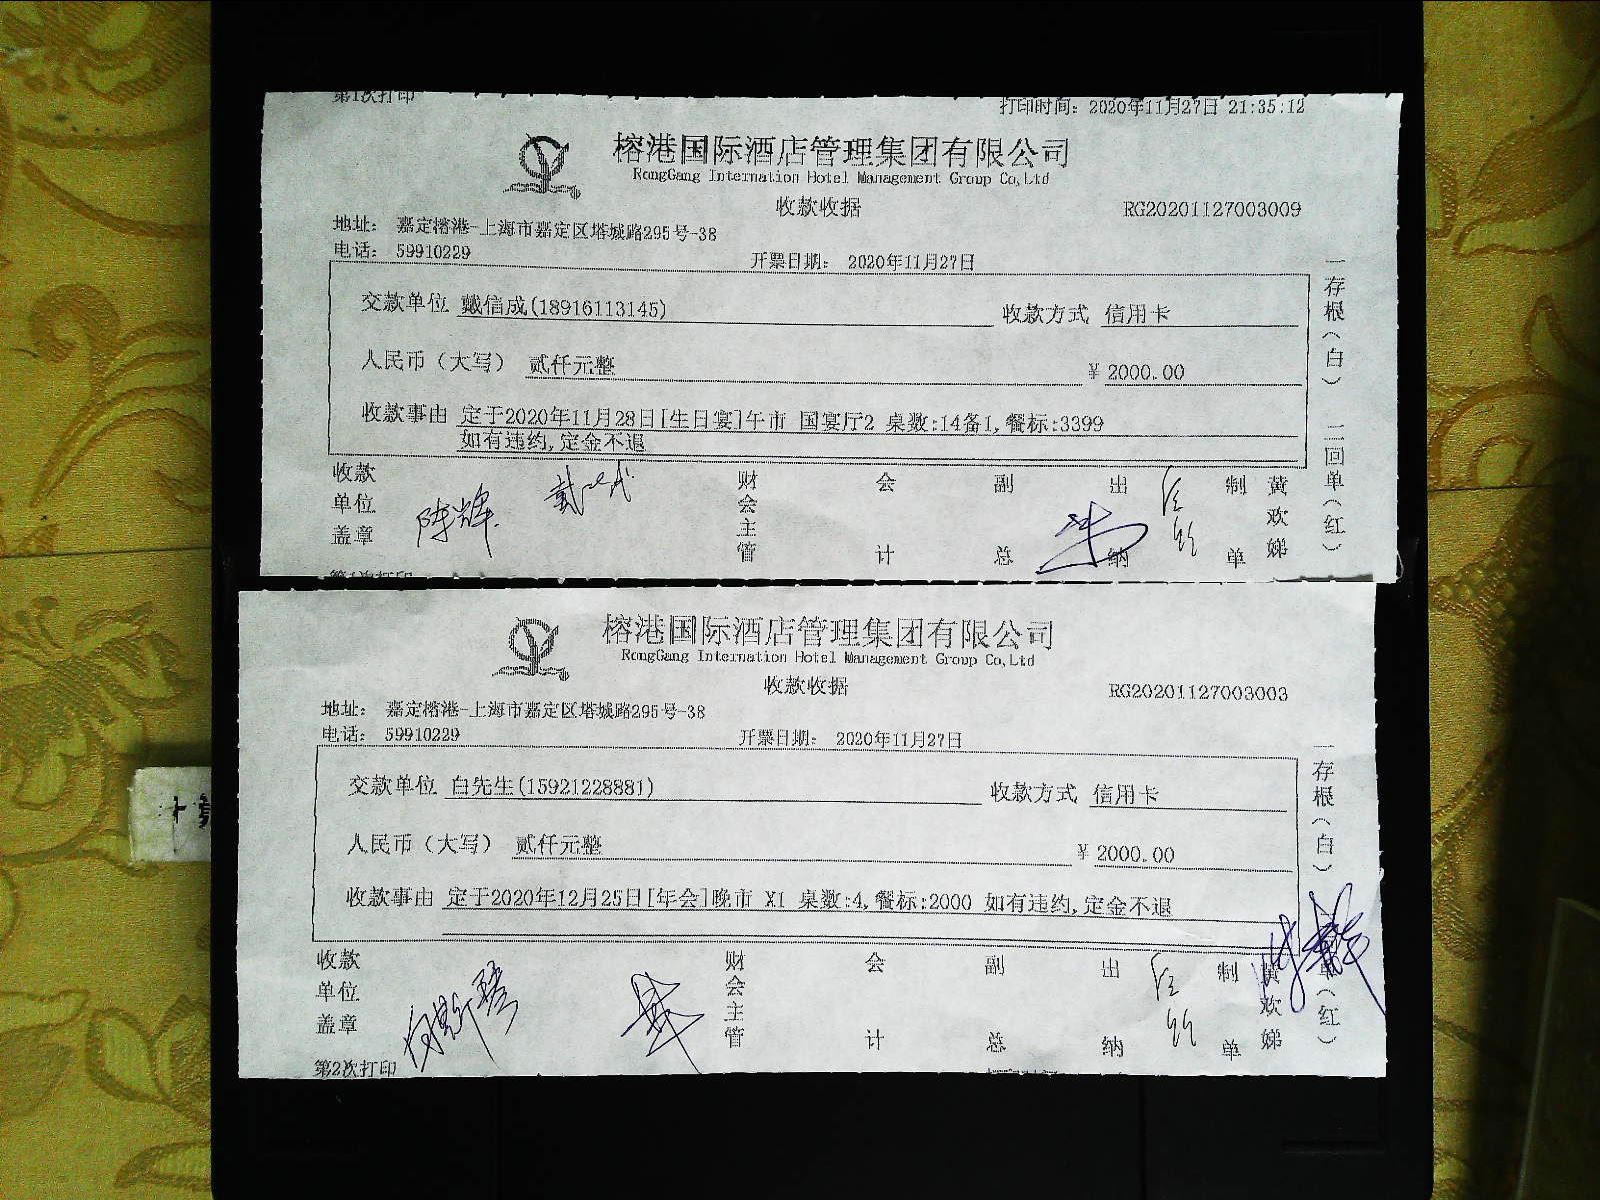 第1次打印
打印时间：2020年11月27日 21:35:12
榕港国际酒店管理集团有限公司
RongGang Internation Hotel Management Group Co,Ltd
收款收据
RG20201127003009
地址： 嘉定榕港-上海市嘉定区塔城路295号-38
电话： 59910229
开票日期： 2020年11月27日
交款单位 戴信成(18916113145)
收款方式 信用卡
人民币（大写） 贰仟元整
￥ 2000.00
收款事由 定于2020年11月28日[生日宴]午市 国宴厅2 桌数:14备1,餐标:3399
如有违约,定金不退
一存根（白） 二回单（红）
收款单位盖章
陈辉
财会主管
会计
副总
出纳
制单
黄欢娣
第1次打印
榕港国际酒店管理集团有限公司
RongGang Internation Hotel Management Group Co,Ltd
收款收据
RG20201127003003
地址： 嘉定榕港-上海市嘉定区塔城路295号-38
电话： 59910229
开票日期： 2020年11月27日
交款单位 白先生(15921228881)
收款方式 信用卡
人民币（大写） 贰仟元整
￥ 2000.00
收款事由 定于2020年12月25日[年会]晚市 X1 桌数:4,餐标:2000 如有违约,定金不退
一存根（白）
单（红）
收款单位盖章
财会主管
会计
副总
出纳
制单
黄欢娣
第2次打印